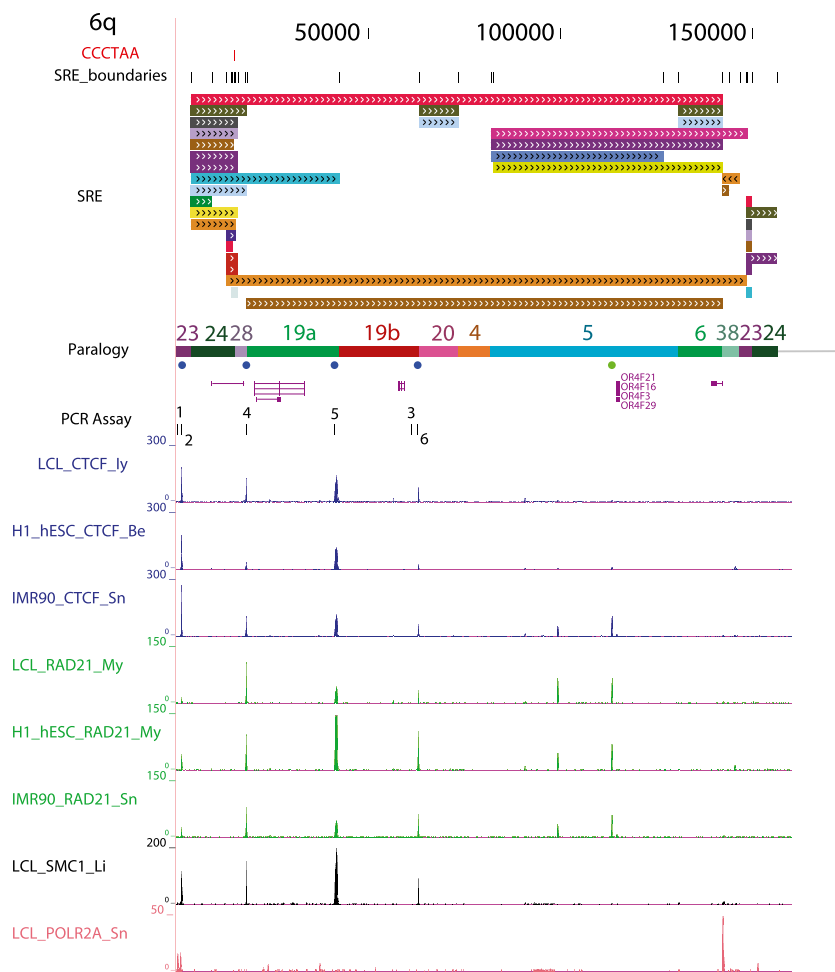 6q
50000 100000 150000
CCCTAA
SRE_boundaries
SRE
23 24 28 19a 19b 20 4 5 6 38 23 24
Paralogy
OR4F21
OR4F16
OR4F3
OR4F29
PCR Assay 1 2 4 5 3 6
300
LCL_CTCF_Iy
0
300
H1_hESC_CTCF_Be
0
300
IMR90_CTCF_Sn
0
150
LCL_RAD21_My
0
150
H1_hESC_RAD21_My
0
150
IMR90_RAD21_Sn
0
200
LCL_SMC1_Li
0
50
LCL_POLR2A_Sn
0